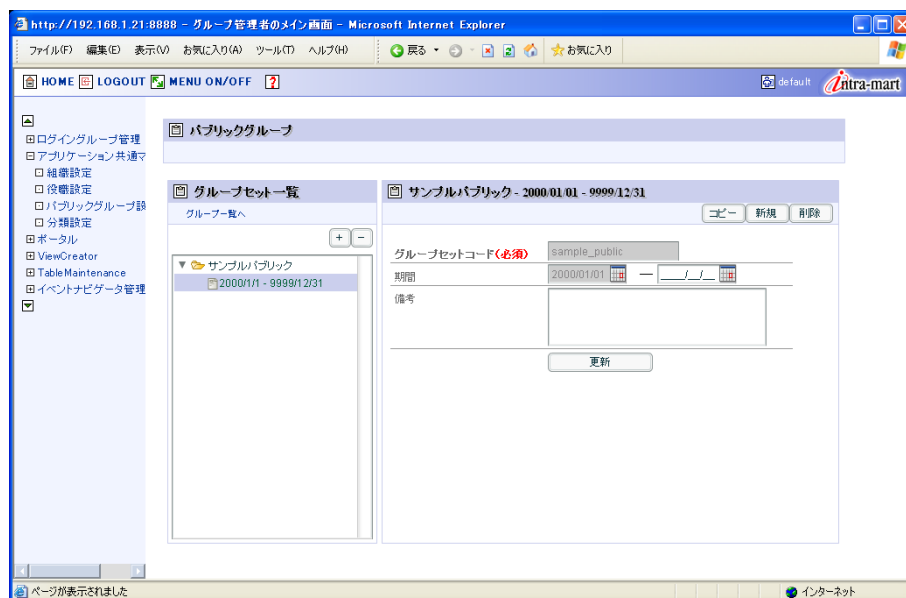 http://192.168.1.21:8888 - グループ管理者のメイン画面 - Microsoft Internet Explorer
ファイル(F) 編集(E) 表示(V) お気に入り(A) ツール(T) ヘルプ(H) 戻る お気に入り
HOME LOGOUT MENU ON/OFF ? default intra-mart
ログイングループ管理
アプリケーション共通マ
組織設定
役職設定
パブリックグループ設
分類設定
ポータル
ViewCreator
TableMaintenance
イベントナビゲータ管理
パブリックグループ
グループセット一覧
グループ一覧へ
+ -
サンプルパブリック
2000/1/1 - 9999/12/31
サンプルパブリック - 2000/01/01 - 9999/12/31
コピー 新規 削除
グループセットコード(必須) sample_public
期間 2000/01/01 — ____/__/__
備考
更新
ページが表示されました インターネット